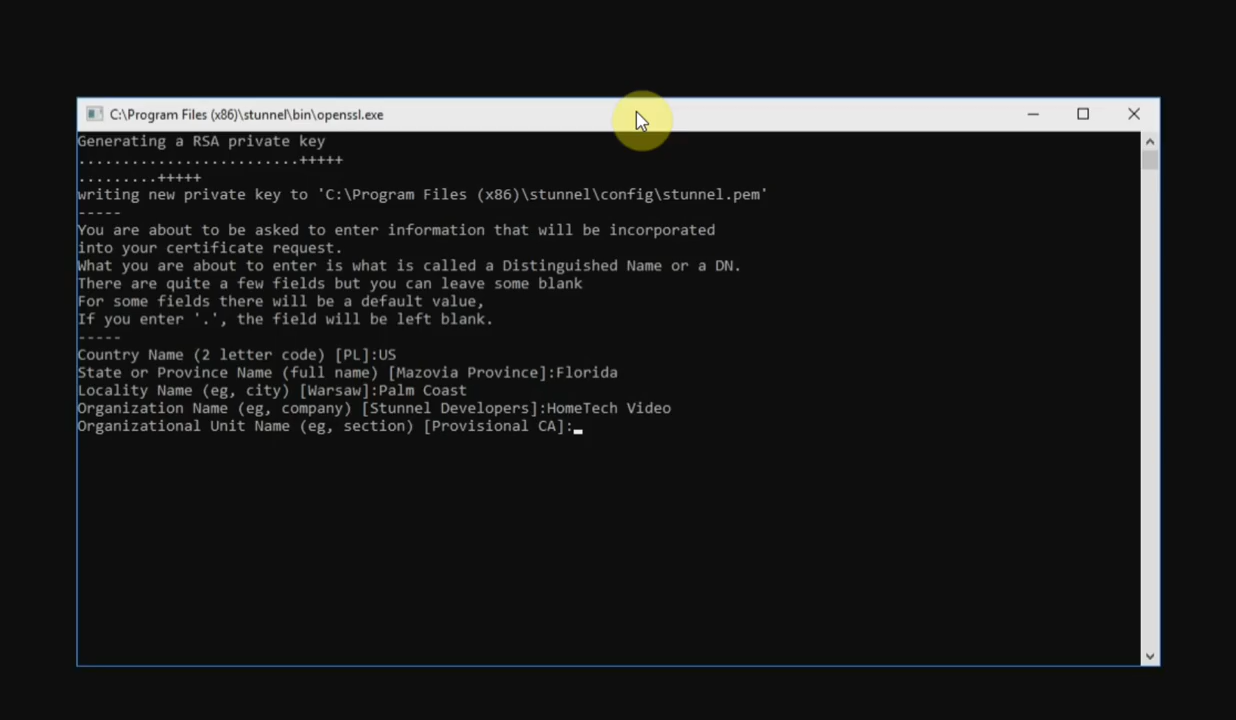 C:\Program Files (x86)\stunnel\bin\openssl.exe
Generating a RSA private key
.........................+++++
.........+++++
writing new private key to 'C:\Program Files (x86)\stunnel\config\stunnel.pem'
-----
You are about to be asked to enter information that will be incorporated
into your certificate request.
What you are about to enter is what is called a Distinguished Name or a DN.
There are quite a few fields but you can leave some blank
For some fields there will be a default value,
If you enter '.', the field will be left blank.
-----
Country Name (2 letter code) [PL]:US
State or Province Name (full name) [Mazovia Province]:Florida
Locality Name (eg, city) [Warsaw]:Palm Coast
Organization Name (eg, company) [Stunnel Developers]:HomeTech Video
Organizational Unit Name (eg, section) [Provisional CA]: